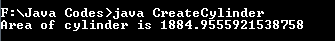 F:\Java Codes>java CreateCylinder
Area of cylinder is 1884.9555921538758